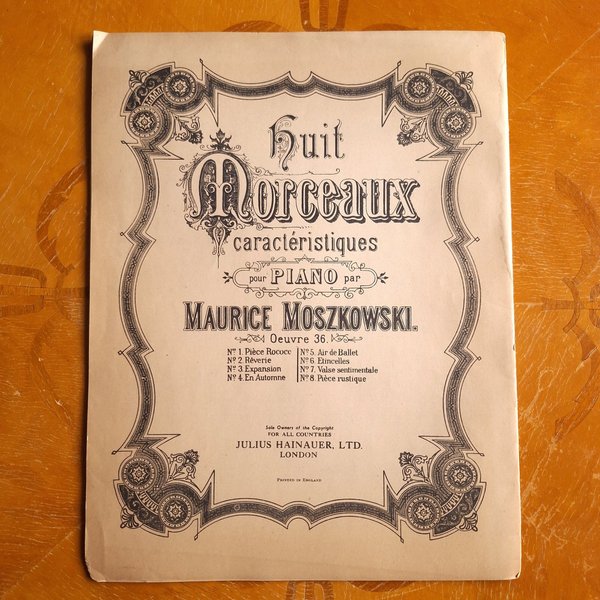 Huit
Morceaux
caractéristiques
pour PIANO par
MAURICE MOSZKOWSKI.
Oeuvre 36.
Nº 1. Pièce Rococo
Nº 2. Rêverie
Nº 3. Expansion
Nº 4. En Automne
Nº 5. Air de Ballet
Nº 6. Etincelles
Nº 7. Valse sentimentale
Nº 8. Pièce rustique
Sole Owners of the Copyright
FOR ALL COUNTRIES
JULIUS HAINAUER, LTD.
LONDON
PRINTED IN ENGLAND